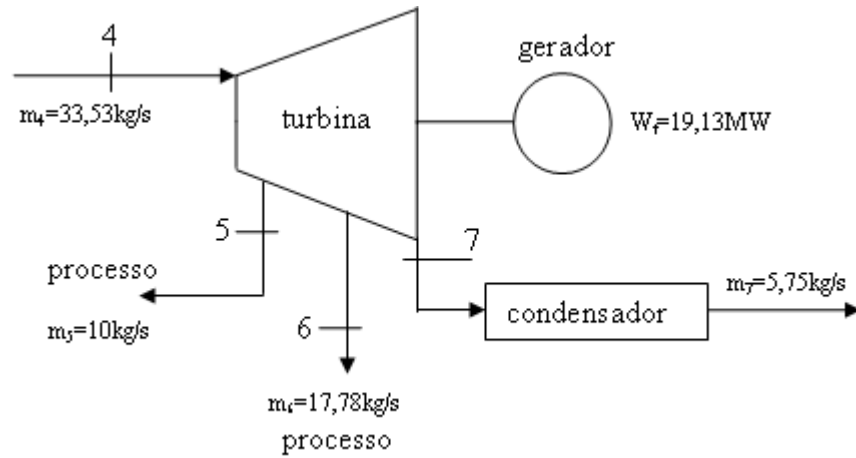 4
gerador
m₄=33,53kg/s
turbina
Wf=19,13MW
5
7
processo
m₇=5,75kg/s
condensador
6
m₅=10kg/s
m₆=17,78kg/s
processo